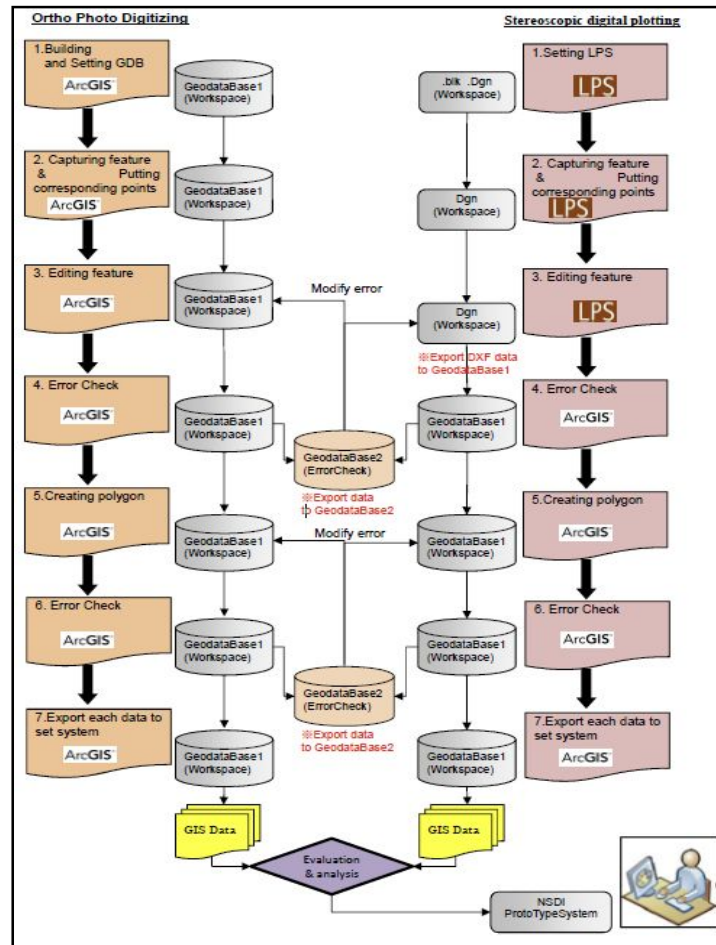 Ortho Photo Digitizing
Stereoscopic digital plotting
1.Building
and Setting GDB
ArcGIS
GeodataBase1
(Workspace)
.blk .Dgn
(Workspace)
1.Setting LPS
LPS
2. Capturing feature
& Putting
corresponding points
ArcGIS
GeodataBase1
(Workspace)
Dgn
(Workspace)
2. Capturing feature
& Putting
corresponding points
LPS
3. Editing feature
ArcGIS
GeodataBase1
(Workspace)
Modify error
Dgn
(Workspace)
3. Editing feature
LPS
※Export DXF data
to GeodataBase1
4. Error Check
ArcGIS
GeodataBase1
(Workspace)
GeodataBase2
(ErrorCheck)
※Export data
to GeodataBase2
GeodataBase1
(Workspace)
4. Error Check
ArcGIS
5.Creating polygon
ArcGIS
GeodataBase1
(Workspace)
Modify error
GeodataBase1
(Workspace)
5.Creating polygon
ArcGIS
6. Error Check
ArcGIS
GeodataBase1
(Workspace)
GeodataBase2
(ErrorCheck)
※Export data
to GeodataBase2
GeodataBase1
(Workspace)
6. Error Check
ArcGIS
7.Export each data to
set system
ArcGIS
GeodataBase1
(Workspace)
GeodataBase1
(Workspace)
7.Export each data to
set system
ArcGIS
GIS Data
GIS Data
Evaluation
& analysis
NSDI
ProtoTypeSystem